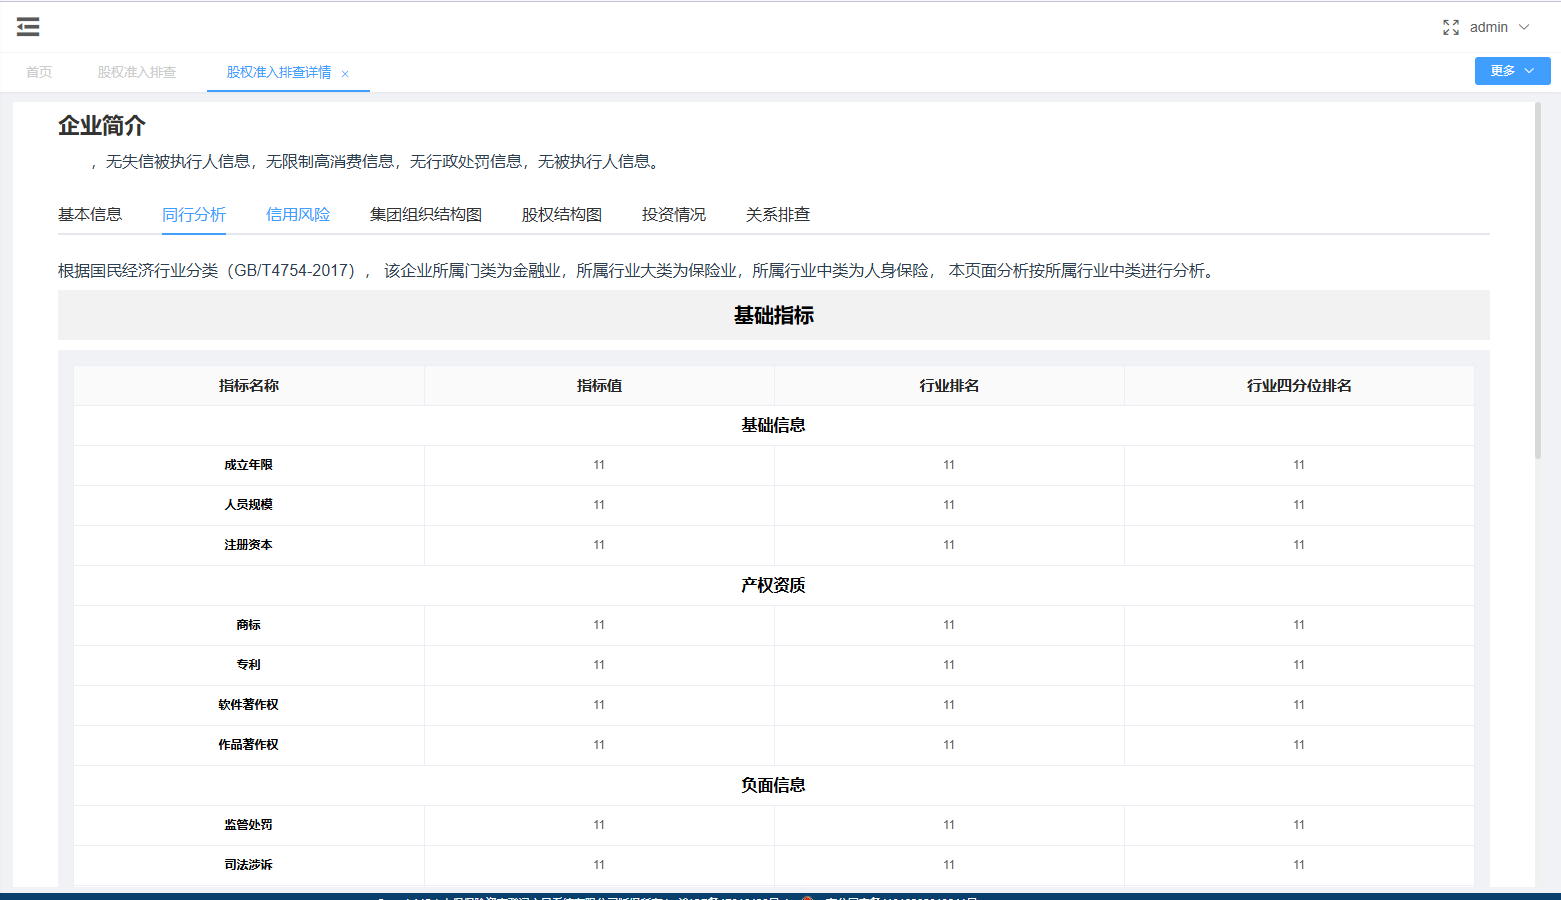 admin
首页 股权准入排查 股权准入排查详情 × 更多
企业简介
，无失信被执行人信息，无限制高消费信息，无行政处罚信息，无被执行人信息。
基本信息 同行分析 信用风险 集团组织结构图 股权结构图 投资情况 关系排查
根据国民经济行业分类（GB/T4754-2017）， 该企业所属门类为金融业，所属行业大类为保险业，所属行业中类为人身保险， 本页面分析按所属行业中类进行分析。
基础指标
指标名称 指标值 行业排名 行业四分位排名
基础信息
成立年限 11 11 11
人员规模 11 11 11
注册资本 11 11 11
产权资质
商标 11 11 11
专利 11 11 11
软件著作权 11 11 11
作品著作权 11 11 11
负面信息
监管处罚 11 11 11
司法涉诉 11 11 11